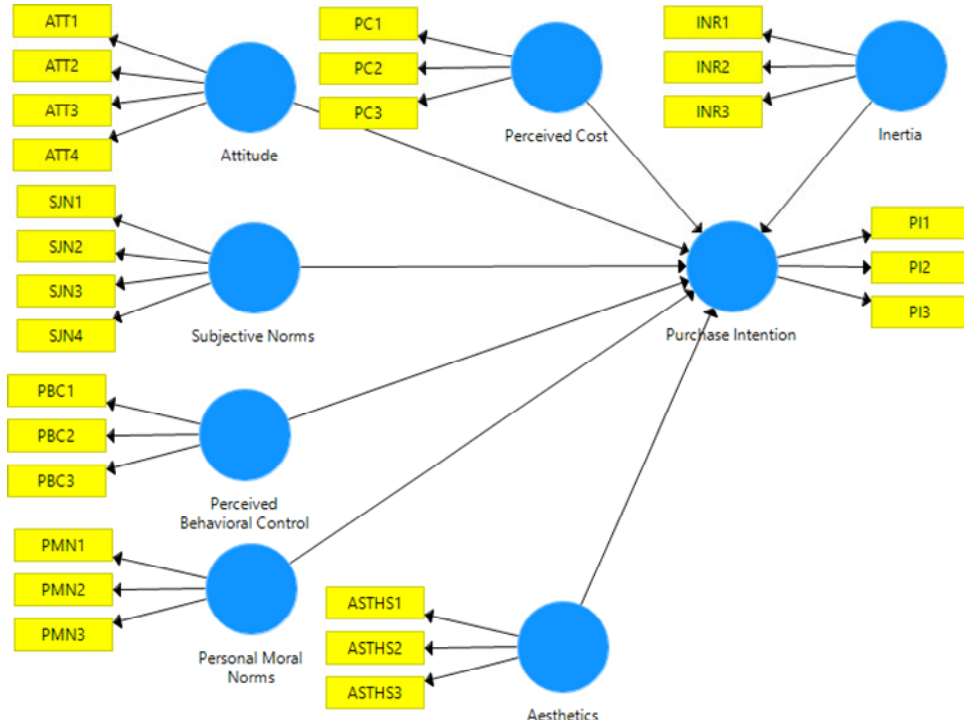 ATT1
ATT2
ATT3
ATT4
Attitude
PC1
PC2
PC3
Perceived Cost
INR1
INR2
INR3
Inertia
SJN1
SJN2
SJN3
SJN4
Subjective Norms
Purchase Intention
PI1
PI2
PI3
PBC1
PBC2
PBC3
Perceived
Behavioral Control
PMN1
PMN2
PMN3
Personal Moral
Norms
ASTHS1
ASTHS2
ASTHS3
Aesthetics